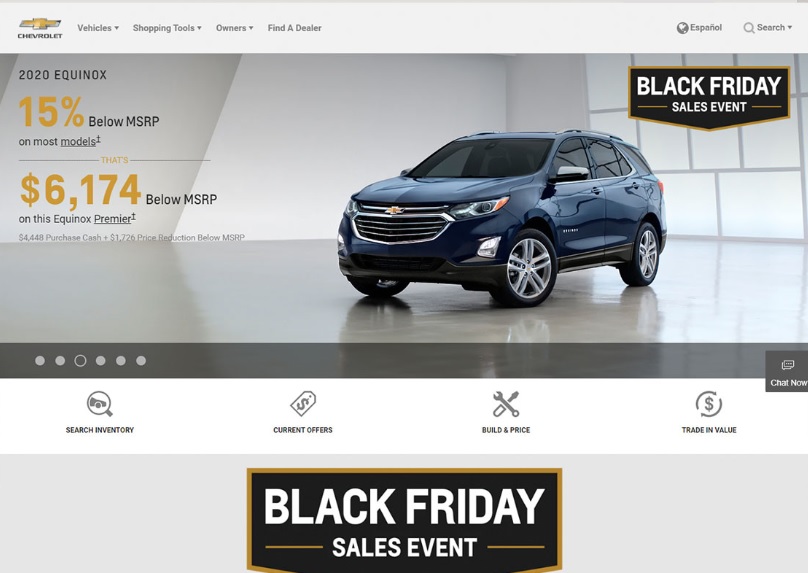 CHEVROLET
Vehicles Shopping Tools Owners Find A Dealer Español Search
2020 EQUINOX
15% Below MSRP
on most models‡
THAT'S
$6,174 Below MSRP
on this Equinox Premier‡
$4,448 Purchase Cash + $1,726 Price Reduction Below MSRP
BLACK FRIDAY
SALES EVENT
Chat Now
SEARCH INVENTORY CURRENT OFFERS BUILD & PRICE TRADE IN VALUE
BLACK FRIDAY
SALES EVENT